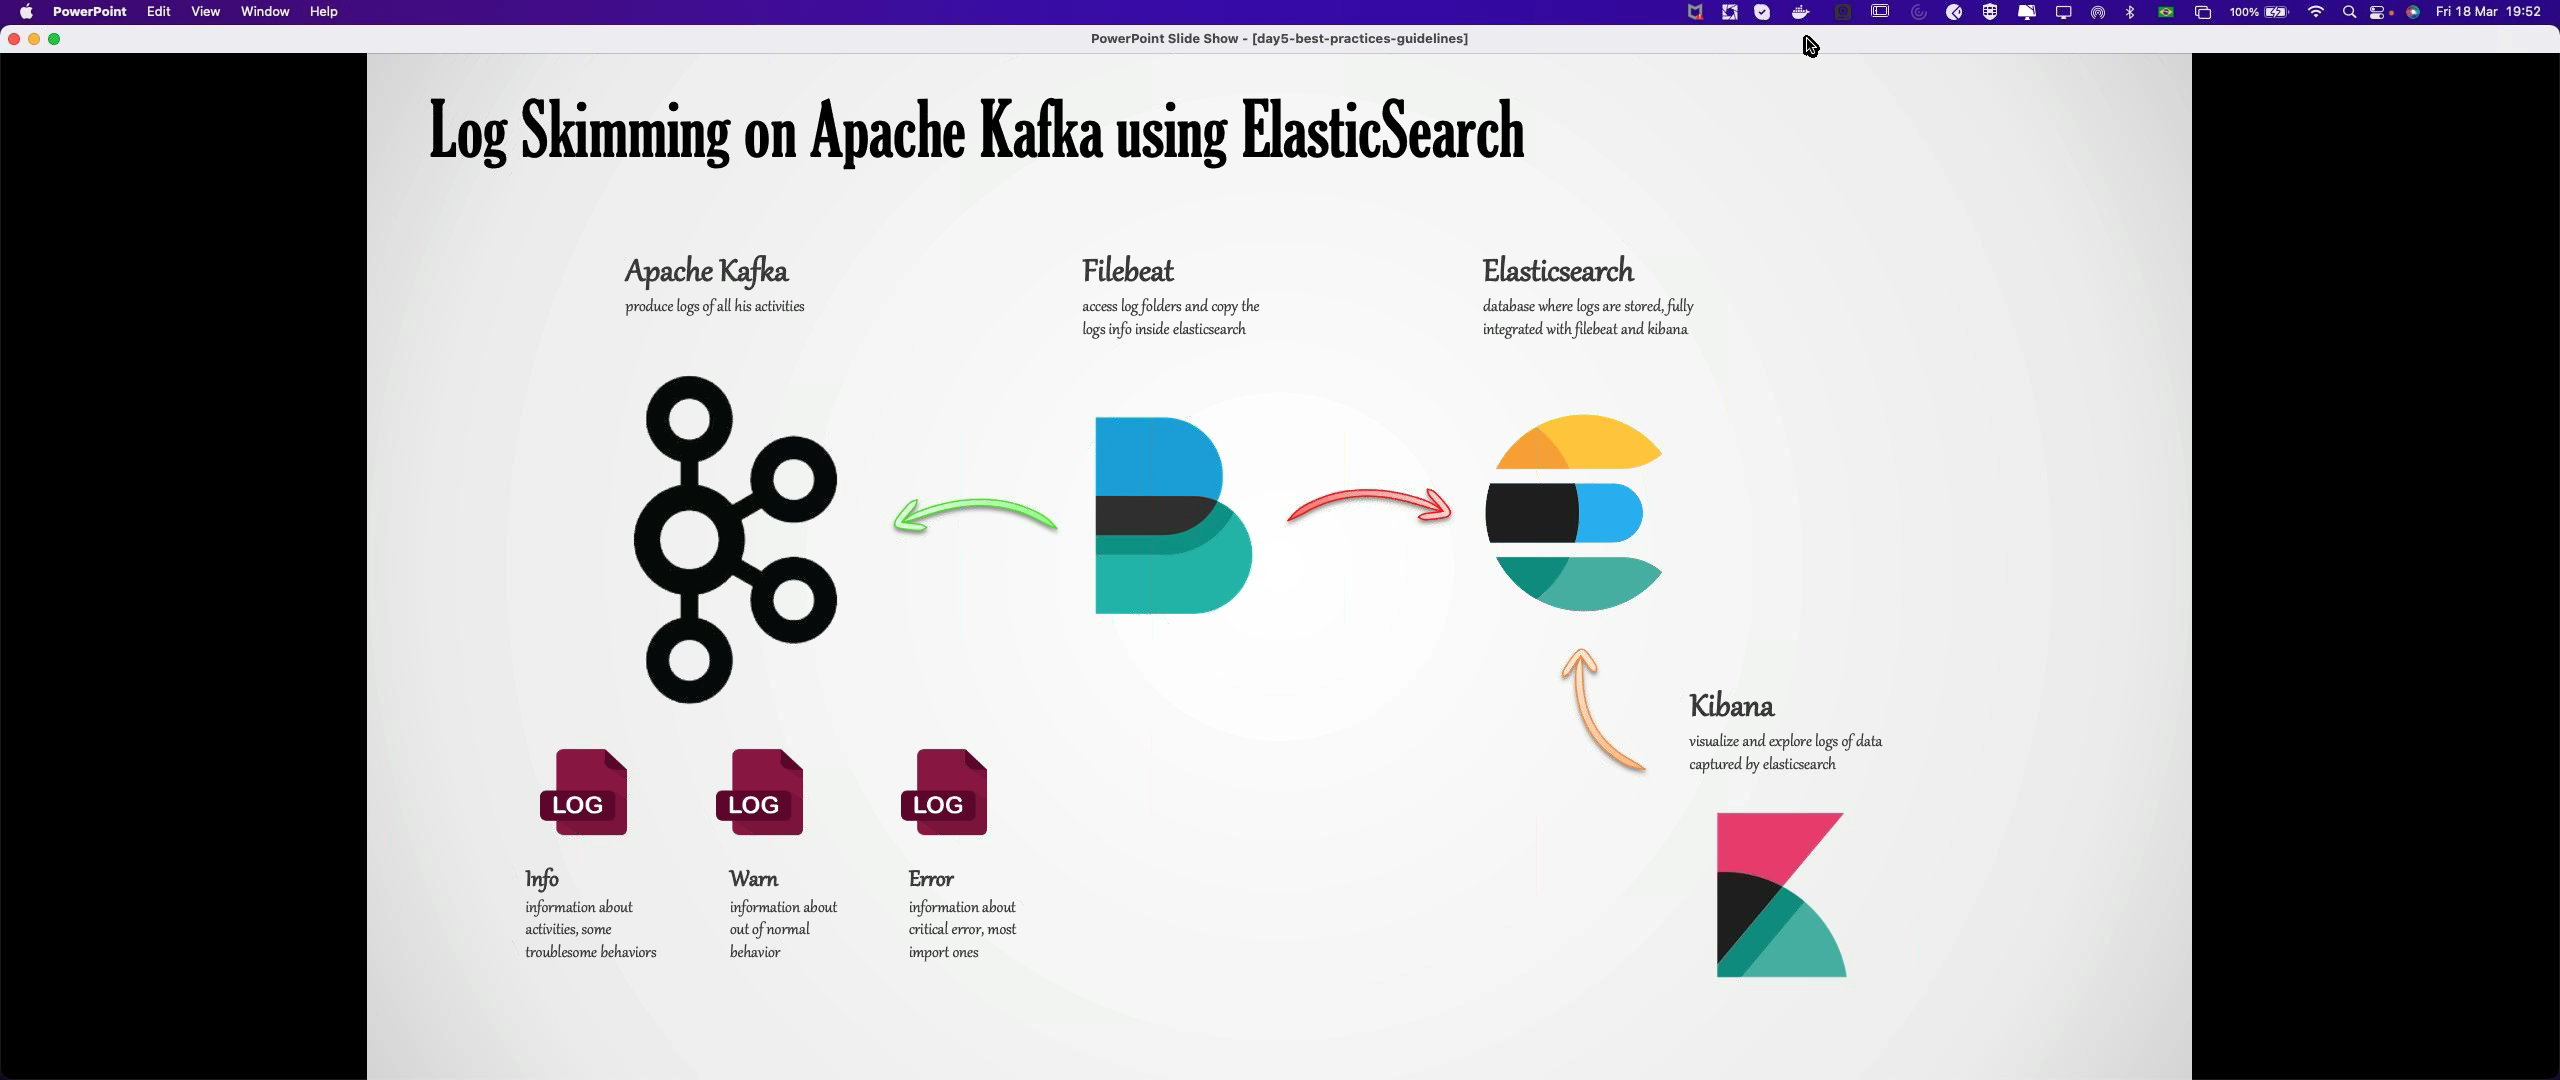 PowerPoint Edit View Window Help
100% Fri 18 Mar 19:52
PowerPoint Slide Show - [day5-best-practices-guidelines]
Log Skimming on Apache Kafka using ElasticSearch
Apache Kafka
produce logs of all his activities
Filebeat
access log folders and copy the
logs info inside elasticsearch
Elasticsearch
database where logs are stored, fully
integrated with filebeat and kibana
Kibana
visualize and explore logs of data
captured by elasticsearch
LOG LOG LOG
Info
information about
activities, some
troublesome behaviors
Warn
information about
out of normal
behavior
Error
information about
critical error, most
import ones